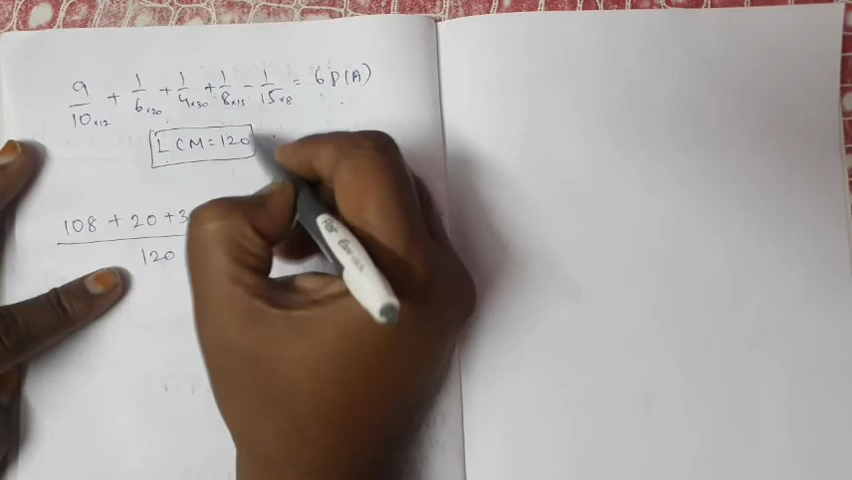 9/10×12 + 1/6×20 + 1/4×30 + 1/8×15 - 1/15×8 = 6P(A)
LCM = 120
108 + 20 + 3
120